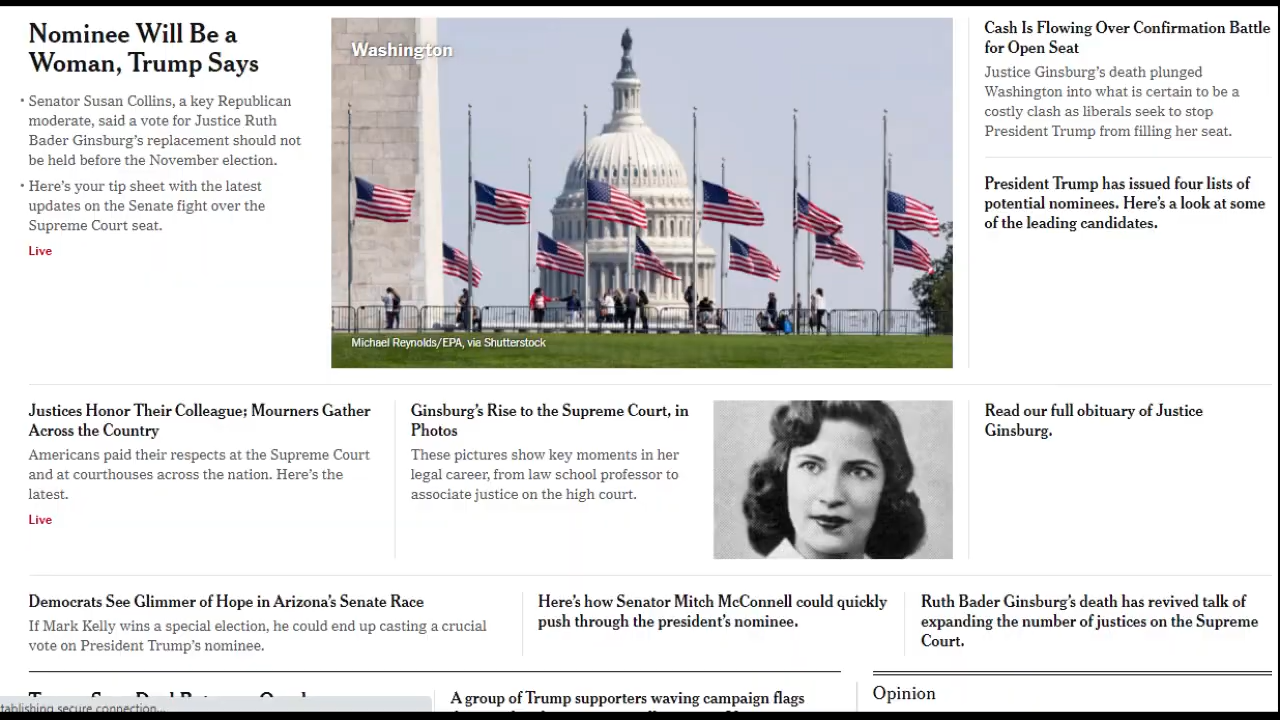 Nominee Will Be a
Woman, Trump Says
• Senator Susan Collins, a key Republican
moderate, said a vote for Justice Ruth
Bader Ginsburg's replacement should not
be held before the November election.
• Here's your tip sheet with the latest
updates on the Senate fight over the
Supreme Court seat.
Live
Washington
Michael Reynolds/EPA, via Shutterstock
Cash Is Flowing Over Confirmation Battle
for Open Seat
Justice Ginsburg's death plunged
Washington into what is certain to be a
costly clash as liberals seek to stop
President Trump from filling her seat.
President Trump has issued four lists of
potential nominees. Here's a look at some
of the leading candidates.
Justices Honor Their Colleague; Mourners Gather
Across the Country
Americans paid their respects at the Supreme Court
and at courthouses across the nation. Here's the
latest.
Live
Ginsburg's Rise to the Supreme Court, in
Photos
These pictures show key moments in her
legal career, from law school professor to
associate justice on the high court.
Read our full obituary of Justice
Ginsburg.
Democrats See Glimmer of Hope in Arizona's Senate Race
If Mark Kelly wins a special election, he could end up casting a crucial
vote on President Trump's nominee.
Here's how Senator Mitch McConnell could quickly
push through the president's nominee.
Ruth Bader Ginsburg's death has revived talk of
expanding the number of justices on the Supreme
Court.
A group of Trump supporters waving campaign flags
Opinion
tablishing secure connection...